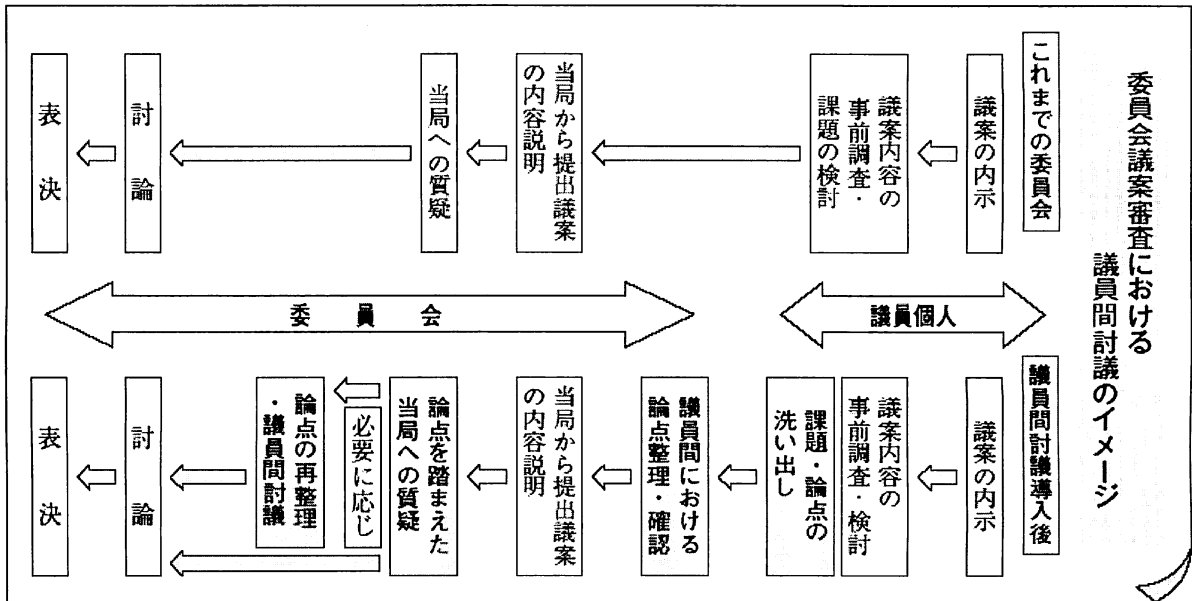 委員会議案審査における
議員間討議のイメージ
これまでの委員会
議案の内示
議案内容の
事前調査・
課題の検討
当局から提出議案
の内容説明
当局への質疑
討論
表決
議員個人
委員会
議員間討議導入後
議案の内示
議案内容の
事前調査・検討
課題・論点の
洗い出し
議員間における
論点整理・確認
当局から提出議案
の内容説明
論点を踏まえた
当局への質疑
必要に応じ
論点の再整理
・議員間討議
討論
表決